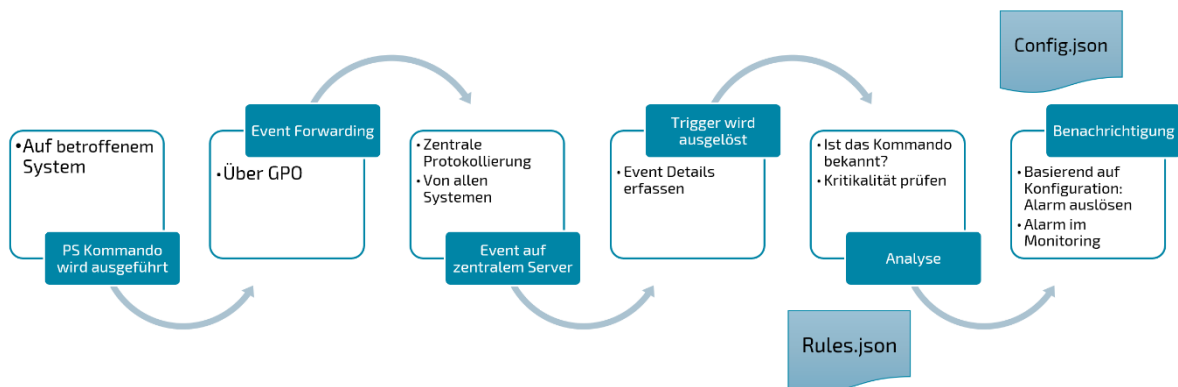 Config.json
• Auf betroffenem
System
PS Kommando
wird ausgeführt
Event Forwarding
• Über GPO
• Zentrale
Protokollierung
• Von allen
Systemen
Event auf
zentralem Server
Trigger wird
ausgelöst
• Event Details
erfassen
• Ist das Kommando
bekannt?
• Kritikalität prüfen
Analyse
Rules.json
Benachrichtigung
• Basierend auf
Konfiguration:
Alarm auslösen
• Alarm im
Monitoring